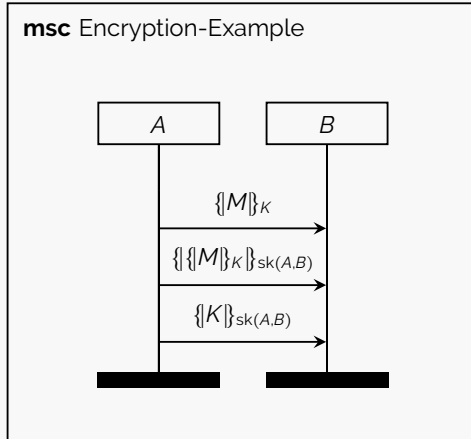 msc Encryption-Example
A B
{|M|}K
{|{|M|}K|}sk(A,B)
{|K|}sk(A,B)